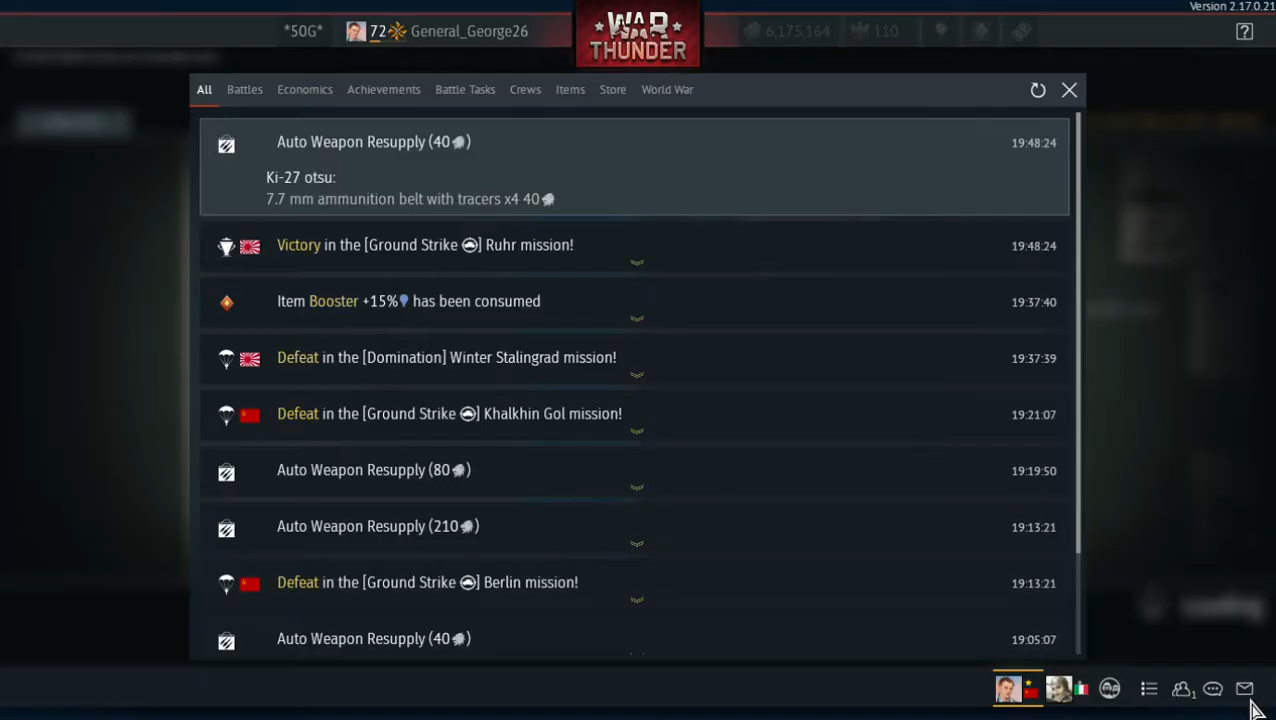 Version 2.17.0.21
*50G* 72 General_George26 WAR THUNDER 6,175,164 110
All Battles Economics Achievements Battle Tasks Crews Items Store World War
Auto Weapon Resupply (40) 19:48:24
Ki-27 otsu:
7.7 mm ammunition belt with tracers x4 40
Victory in the [Ground Strike] Ruhr mission! 19:48:24
Item Booster +15% has been consumed 19:37:40
Defeat in the [Domination] Winter Stalingrad mission! 19:37:39
Defeat in the [Ground Strike] Khalkhin Gol mission! 19:21:07
Auto Weapon Resupply (80) 19:19:50
Auto Weapon Resupply (210) 19:13:21
Defeat in the [Ground Strike] Berlin mission! 19:13:21
Auto Weapon Resupply (40) 19:05:07
1